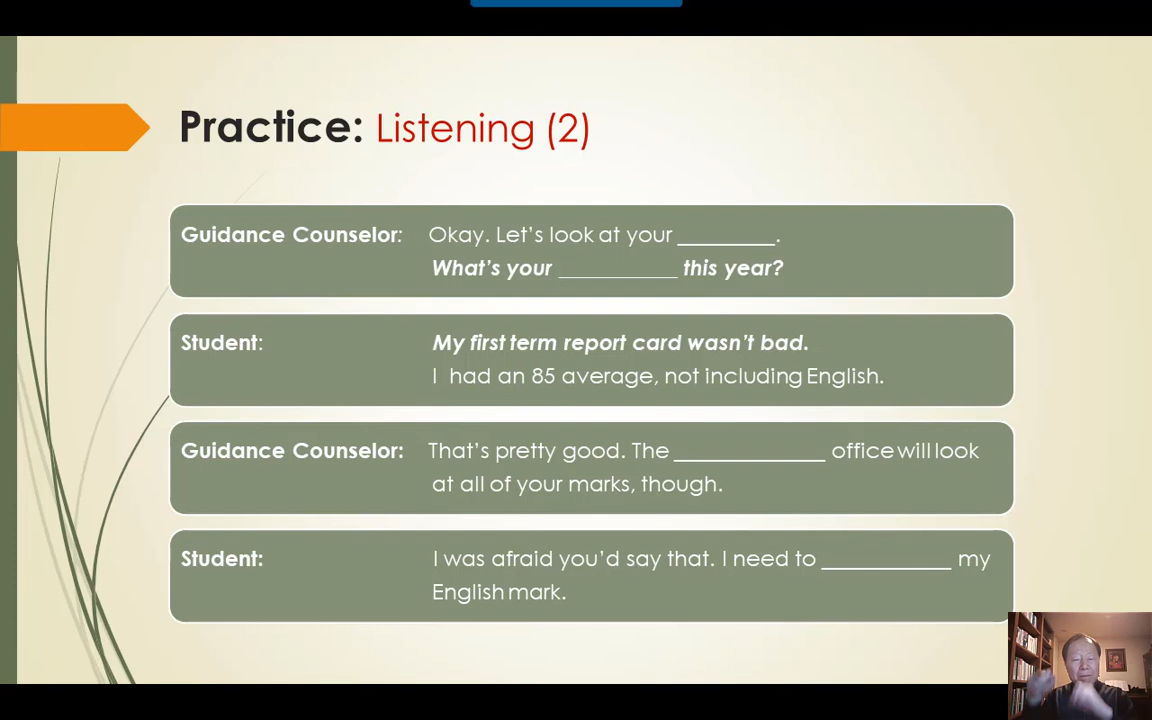 Practice: Listening (2)
Guidance Counselor: Okay. Let's look at your _________.
What's your __________ this year?
Student: My first term report card wasn't bad.
I had an 85 average, not including English.
Guidance Counselor: That's pretty good. The ______________ office will look
at all of your marks, though.
Student: I was afraid you'd say that. I need to ____________ my
English mark.